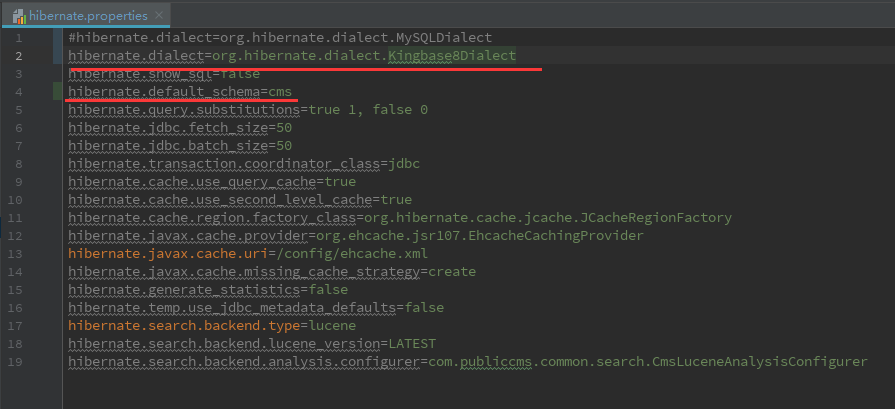 hibernate.properties
1 #hibernate.dialect=org.hibernate.dialect.MySQLDialect
2 hibernate.dialect=org.hibernate.dialect.Kingbase8Dialect
3 hibernate.show_sql=false
4 hibernate.default_schema=cms
5 hibernate.query.substitutions=true 1, false 0
6 hibernate.jdbc.fetch_size=50
7 hibernate.jdbc.batch_size=50
8 hibernate.transaction.coordinator_class=jdbc
9 hibernate.cache.use_query_cache=true
10 hibernate.cache.use_second_level_cache=true
11 hibernate.cache.region.factory_class=org.hibernate.cache.jcache.JCacheRegionFactory
12 hibernate.javax.cache.provider=org.ehcache.jsr107.EhcacheCachingProvider
13 hibernate.javax.cache.uri=/config/ehcache.xml
14 hibernate.javax.cache.missing_cache_strategy=create
15 hibernate.generate_statistics=false
16 hibernate.temp.use_jdbc_metadata_defaults=false
17 hibernate.search.backend.type=lucene
18 hibernate.search.backend.lucene_version=LATEST
19 hibernate.search.backend.analysis.configurer=com.publiccms.common.search.CmsLuceneAnalysisConfigurer